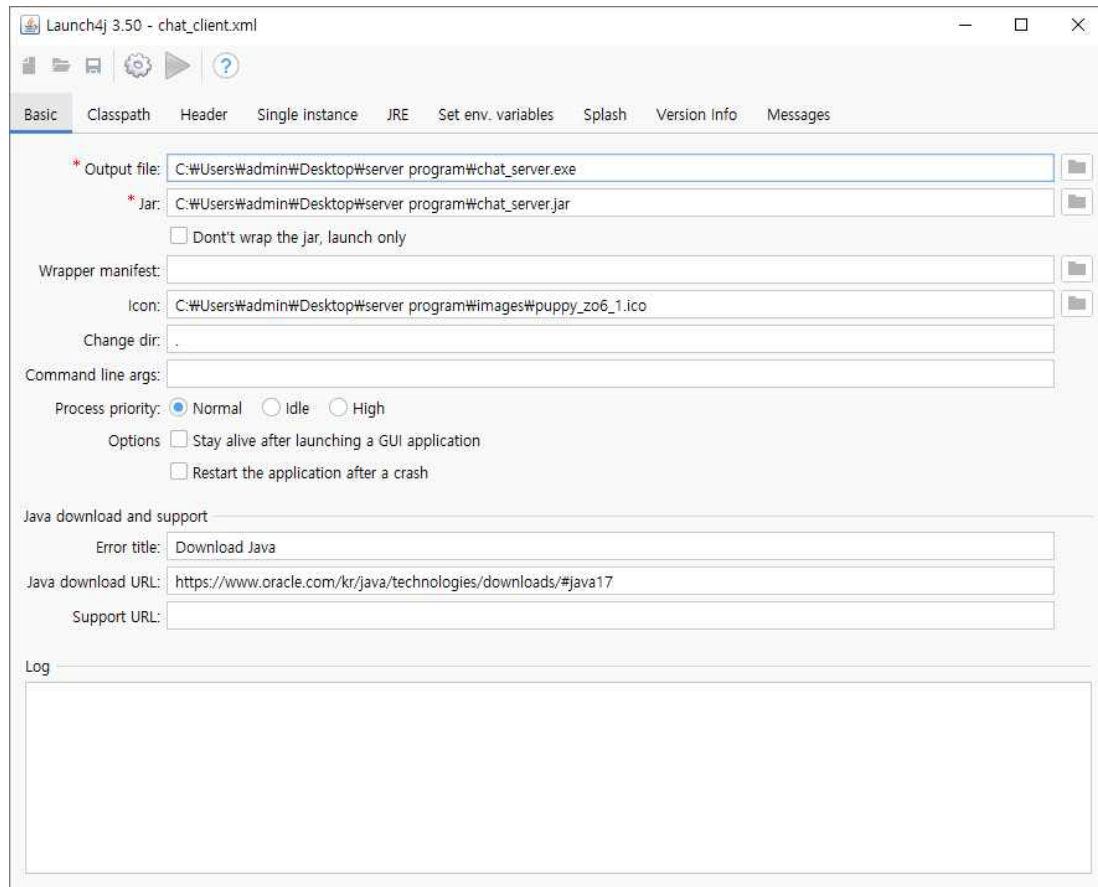 Launch4j 3.50 - chat_client.xml
?
Basic Classpath Header Single instance JRE Set env. variables Splash Version Info Messages
* Output file: C:₩Users₩admin₩Desktop₩server program₩chat_server.exe
* Jar: C:₩Users₩admin₩Desktop₩server program₩chat_server.jar
Dont't wrap the jar, launch only
Wrapper manifest:
Icon: C:₩Users₩admin₩Desktop₩server program₩images₩puppy_zo6_1.ico
Change dir: .
Command line args:
Process priority: Normal Idle High
Options Stay alive after launching a GUI application
Restart the application after a crash
Java download and support
Error title: Download Java
Java download URL: https://www.oracle.com/kr/java/technologies/downloads/#java17
Support URL:
Log